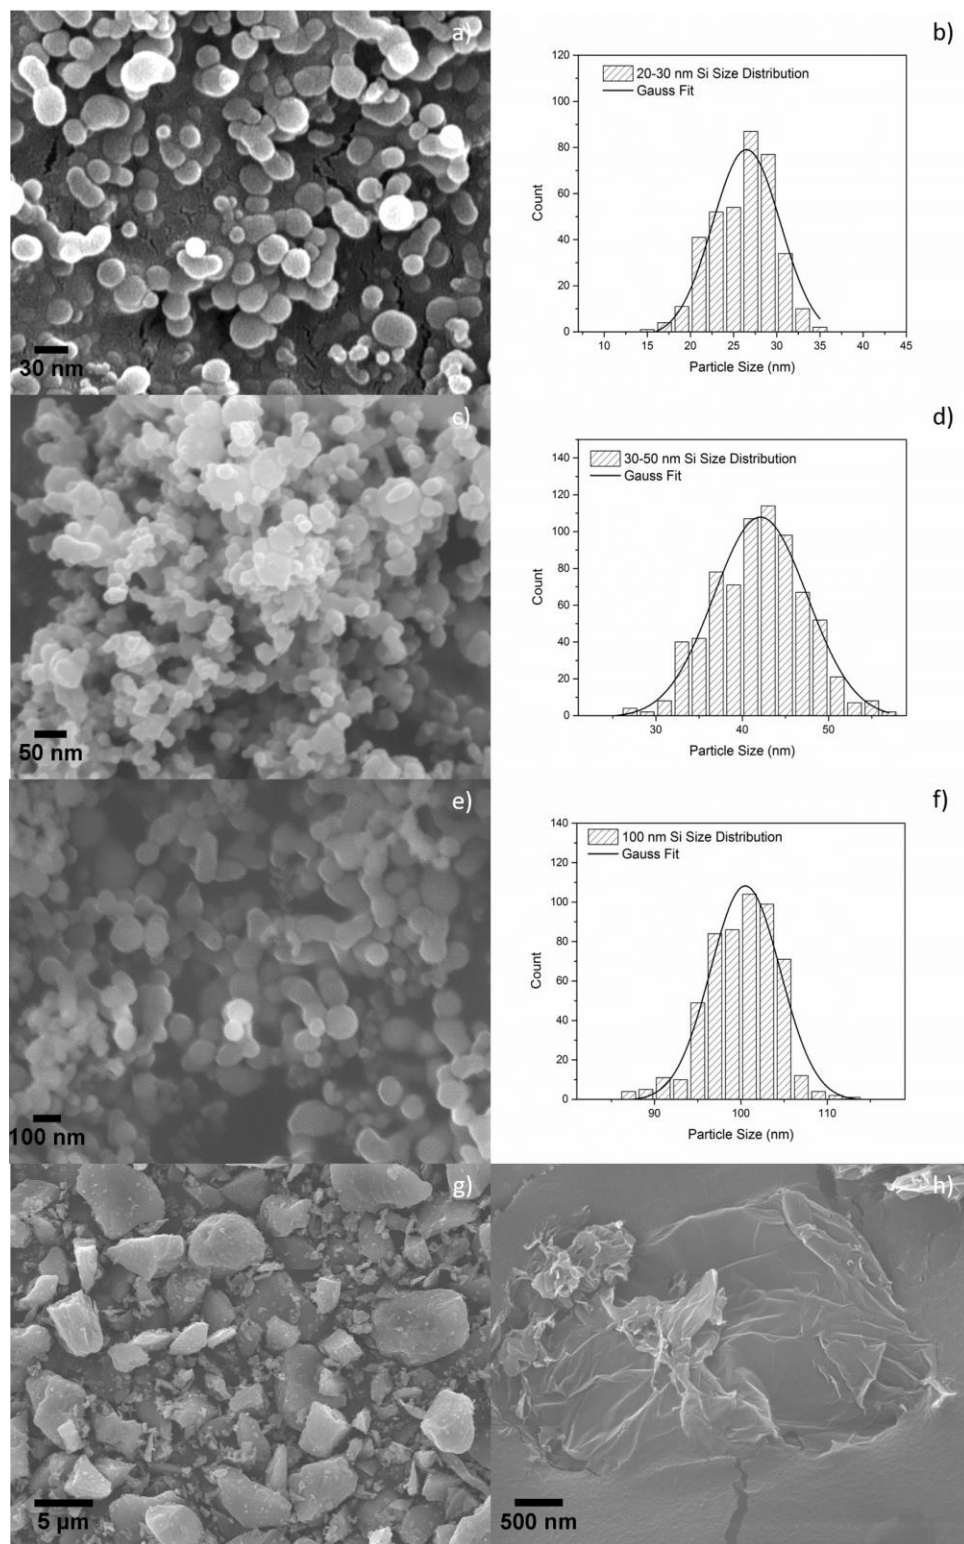 a)
30 nm
b)
120
100
80
60
40
20
0
Count
20-30 nm Si Size Distribution
Gauss Fit
10 15 20 25 30 35 40 45
Particle Size (nm)
c)
50 nm
d)
140
120
100
80
60
40
20
0
Count
30-50 nm Si Size Distribution
Gauss Fit
30 40 50
Particle Size (nm)
e)
100 nm
f)
140
120
100
80
60
40
20
0
Count
100 nm Si Size Distribution
Gauss Fit
90 100 110
Particle Size (nm)
g)
5 µm
h)
500 nm